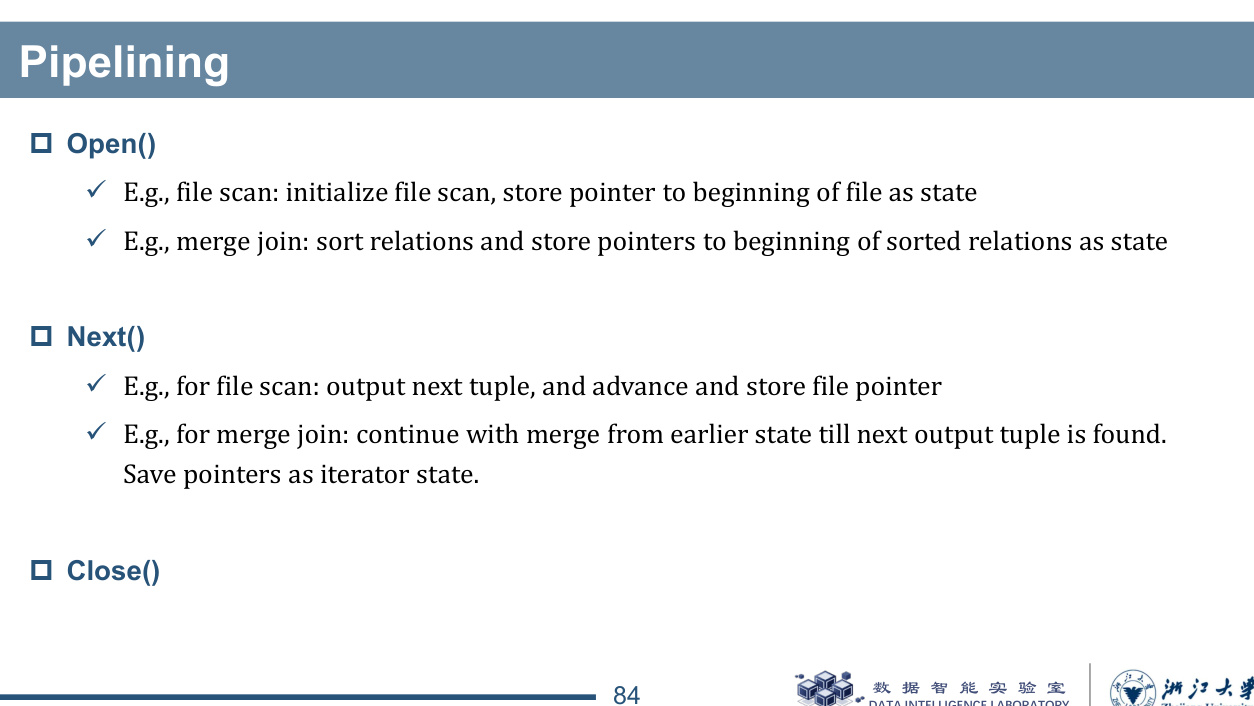 Pipelining
Open()
E.g., file scan: initialize file scan, store pointer to beginning of file as state
E.g., merge join: sort relations and store pointers to beginning of sorted relations as state
Next()
E.g., for file scan: output next tuple, and advance and store file pointer
E.g., for merge join: continue with merge from earlier state till next output tuple is found.
Save pointers as iterator state.
Close()
84
数据智能实验室
DATA INTELLIGENCE LABORATORY
浙江大学
Zhejiang University